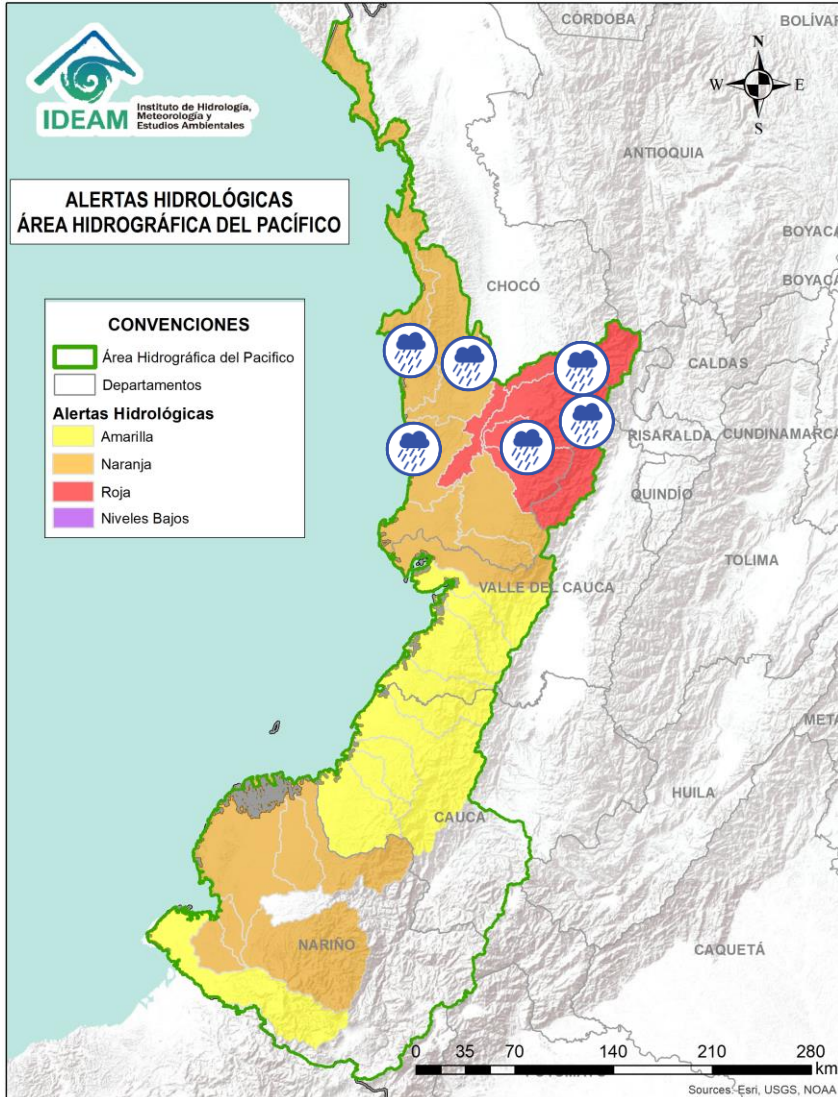 CÓRDOBA
BOLÍVAR
IDEAM
Instituto de Hidrología,
Meteorología y
Estudios Ambientales
N
W
E
S
ANTIOQUIA
ALERTAS HIDROLÓGICAS
ÁREA HIDROGRÁFICA DEL PACÍFICO
BOYACÁ
BOYACÁ
CHOCÓ
CONVENCIONES
Área Hidrográfica del Pacifico
Departamentos
Alertas Hidrológicas
Amarilla
Naranja
Roja
Niveles Bajos
CALDAS
RISARALDA
CUNDINAMARCA
QUINDÍO
TOLIMA
VALLE DEL CAUCA
META
HUILA
CAUCA
NARIÑO
CAQUETÁ
0 35 70 140 210 280
km
Sources: Esri, USGS, NOAA